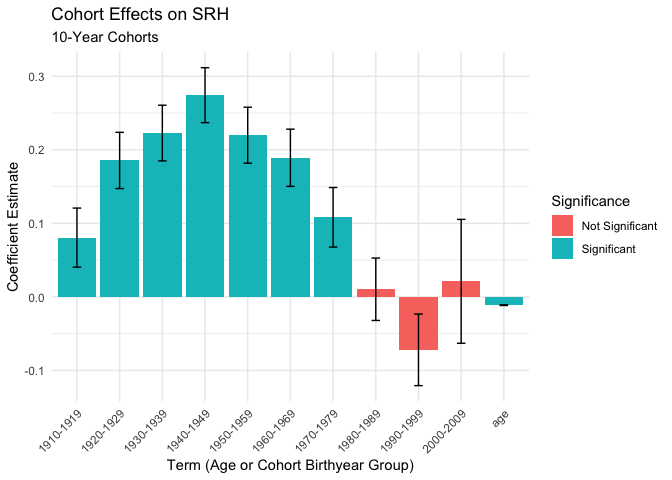 Cohort Effects on SRH
10-Year Cohorts
Coefficient Estimate
0.3
0.2
0.1
0.0
-0.1
1910-1919
1920-1929
1930-1939
1940-1949
1950-1959
1960-1969
1970-1979
1980-1989
1990-1999
2000-2009
age
Term (Age or Cohort Birthyear Group)
Significance
Not Significant
Significant